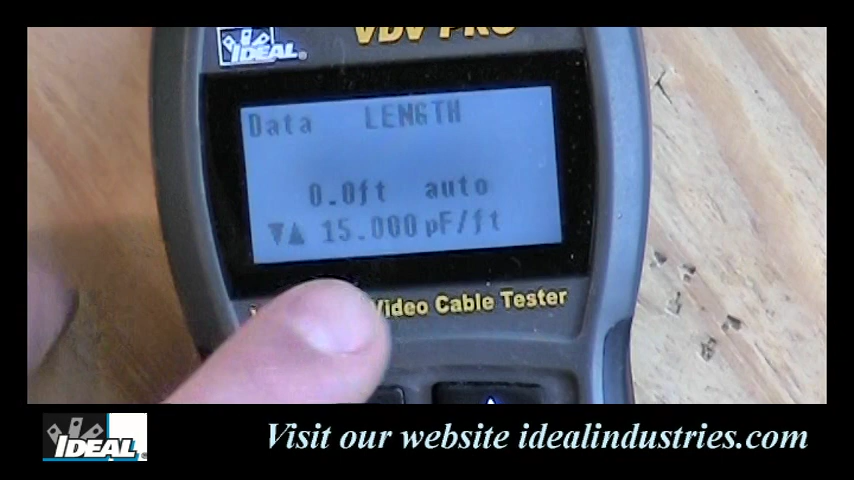 IDEAL®
VDV PRO
Data LENGTH
0.0ft auto
▼▲ 15.000 pF/ft
Video Cable Tester
IDEAL®
Visit our website idealindustries.com